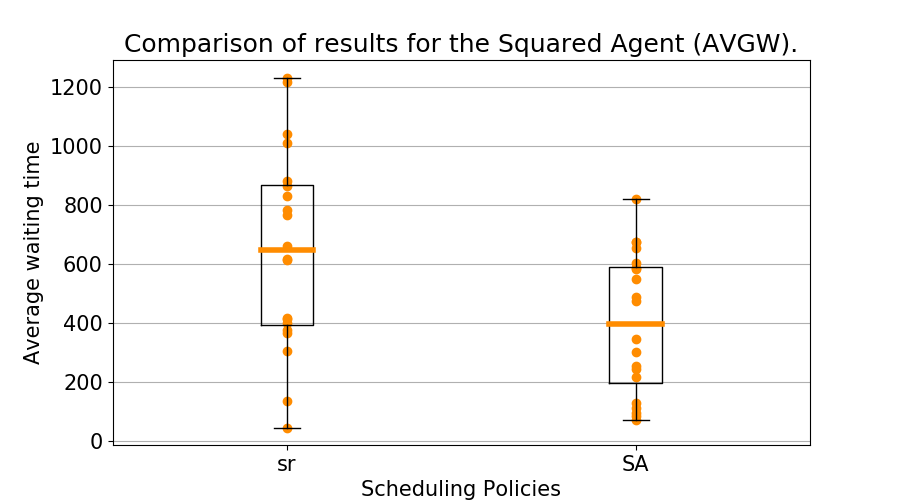 Comparison of results for the Squared Agent (AVGW).
Average waiting time
1200
1000
800
600
400
200
0
sr
SA
Scheduling Policies